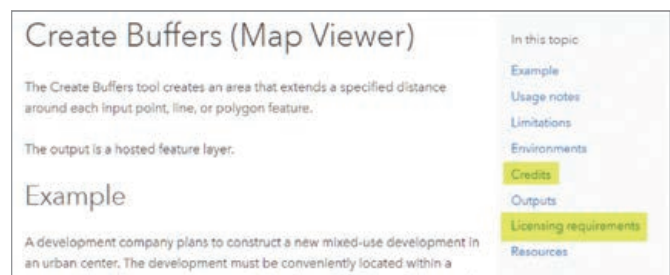 Create Buffers (Map Viewer)
The Create Buffers tool creates an area that extends a specified distance
around each input point, line, or polygon feature.
The output is a hosted feature layer.
Example
A development company plans to construct a new mixed-use development in
an urban center. The development must be conveniently located within a
In this topic
Example
Usage notes
Limitations
Environments
Credits
Outputs
Licensing requirements
Resources